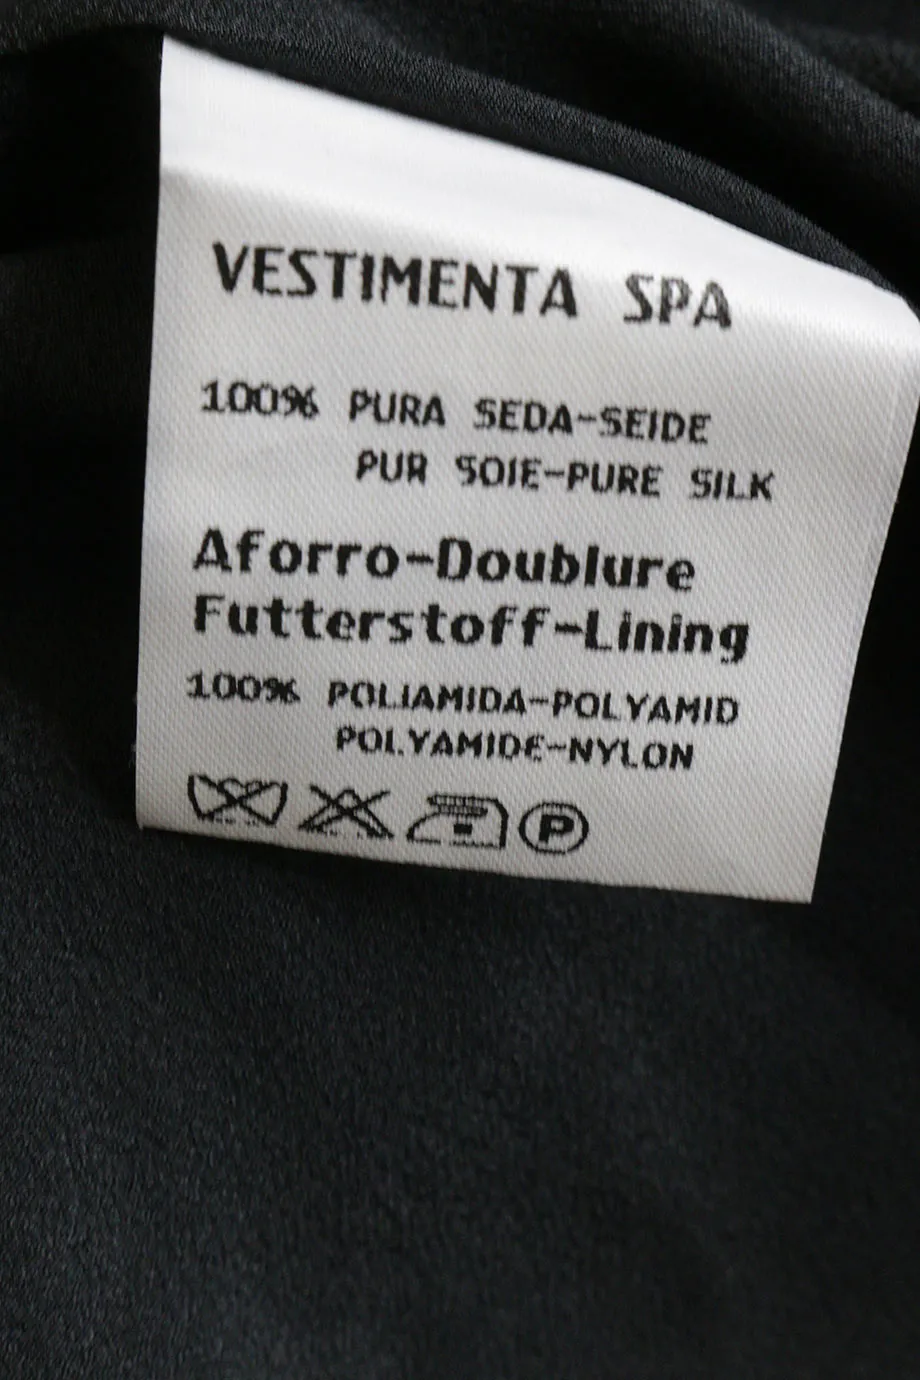 VESTIMENTA SPA
100% PURA SEDA-SEIDE
PUR SOIE-PURE SILK
Aforro-Doublure
Futterstoff-Lining
100% POLIAMIDA-POLYAMID
POLYAMIDE-NYLON
P